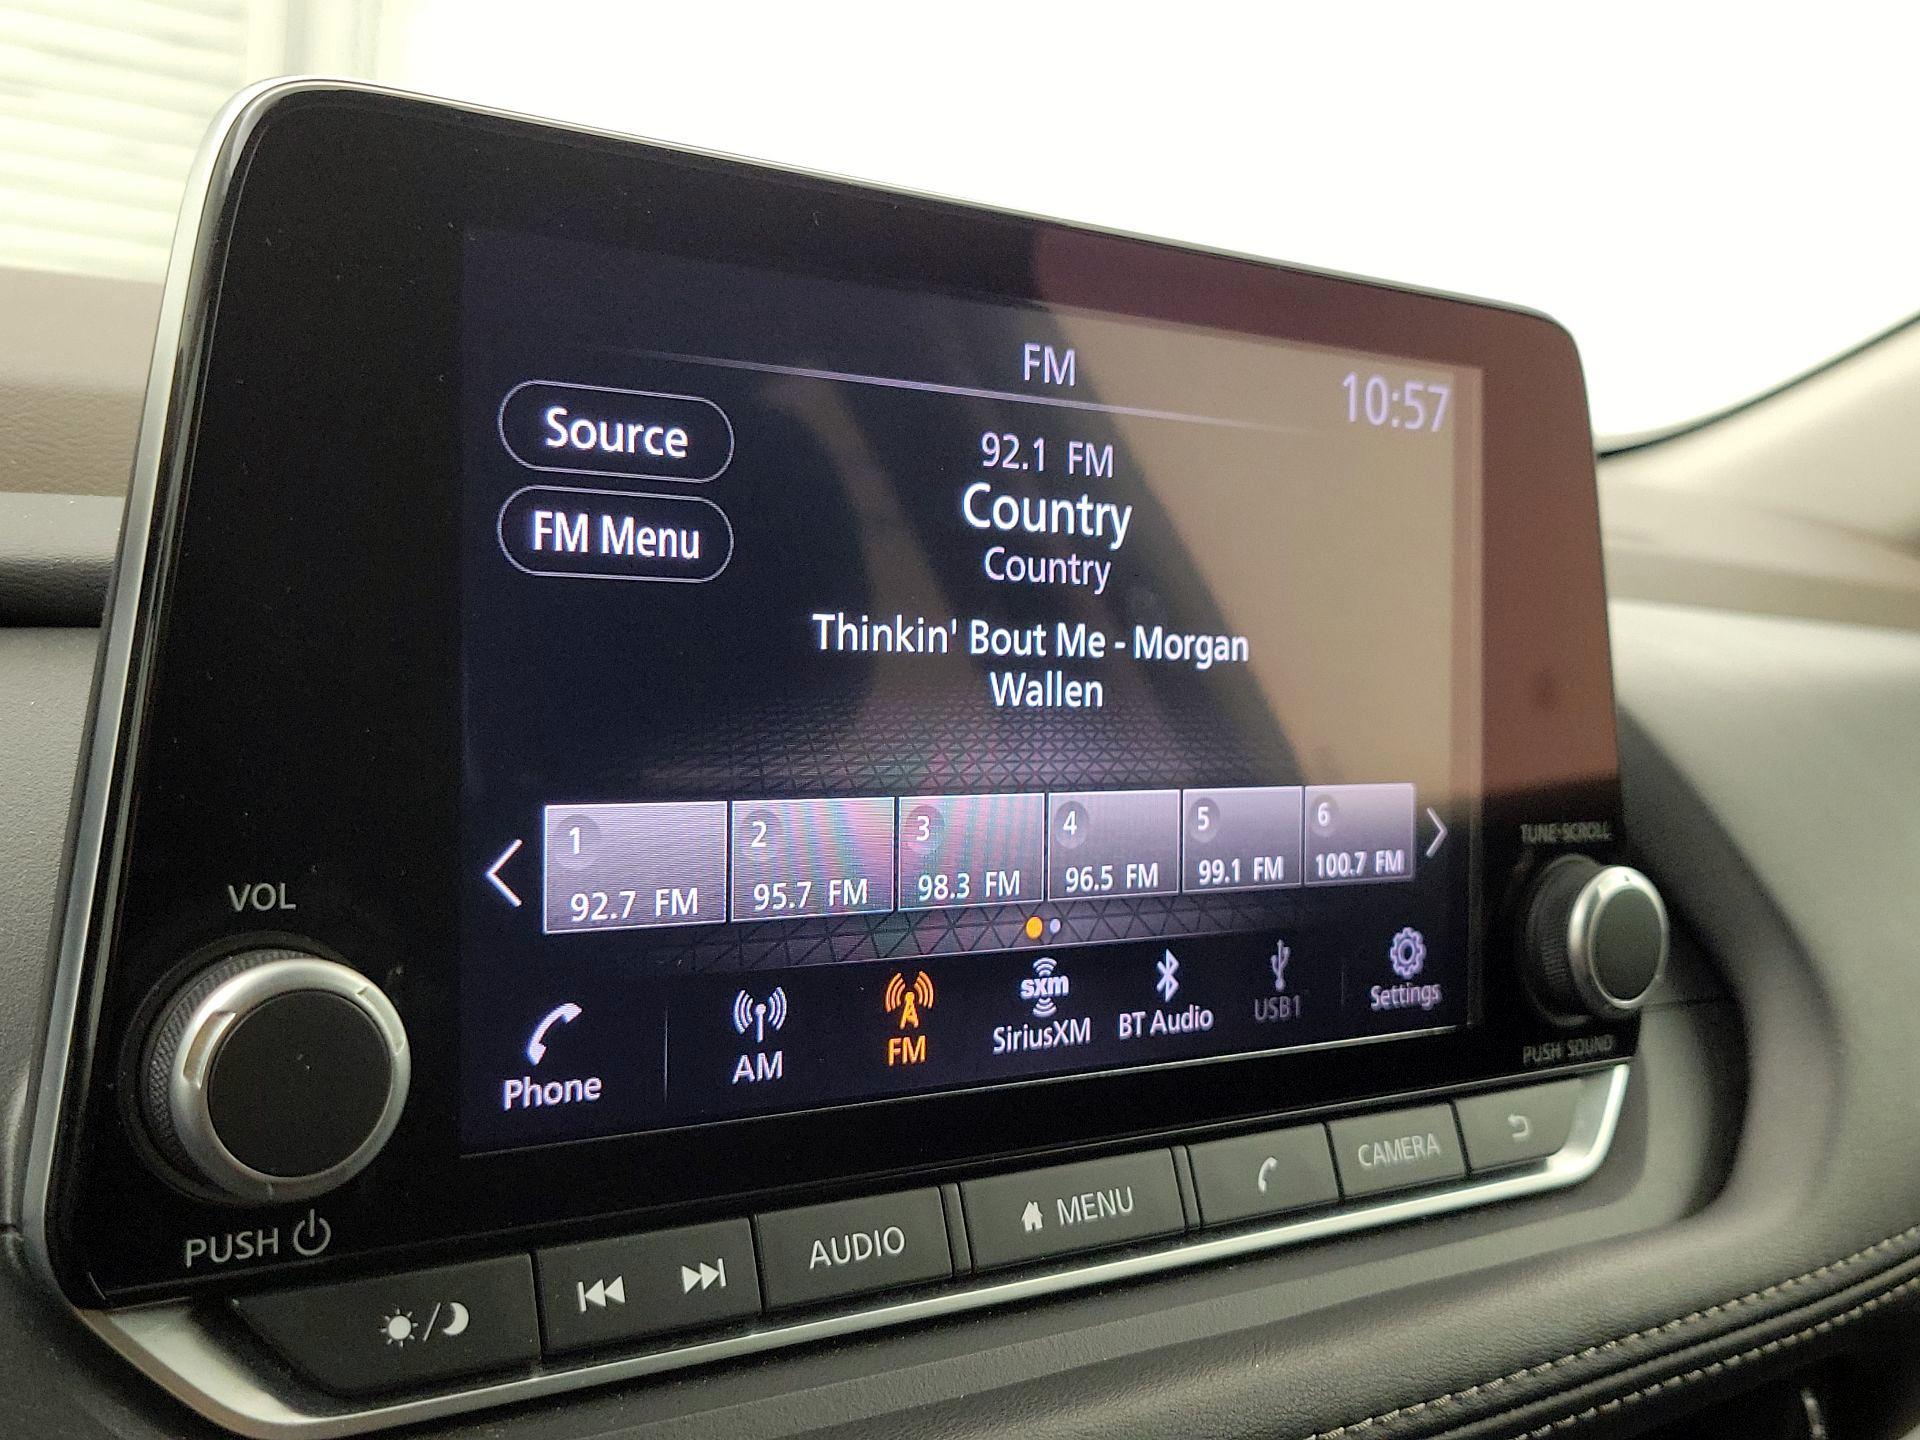 FM
10:57
Source
FM Menu
92.1 FM
Country
Country
Thinkin' Bout Me - Morgan
Wallen
1
92.7 FM
2
95.7 FM
3
98.3 FM
4
96.5 FM
5
99.1 FM
6
100.7 FM
Phone
AM
FM
sxm
SiriusXM
BT Audio
USB1
Settings
VOL
PUSH
TUNE•SCROLL
PUSH SOUND
AUDIO
MENU
CAMERA